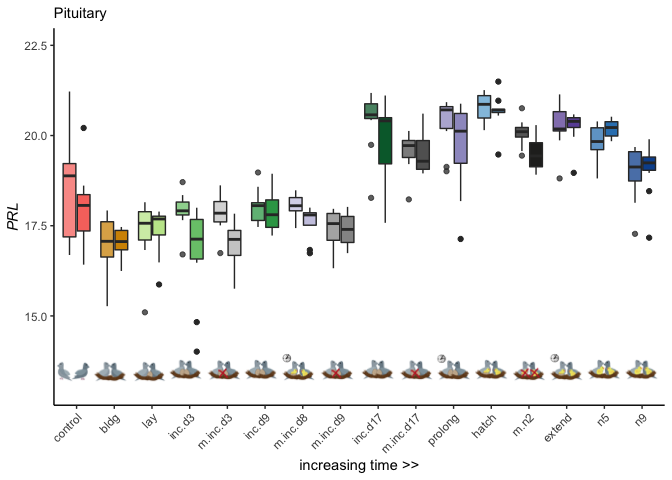 Pituitary
22.5
20.0
17.5
15.0
PRL
control
bldg
lay
inc.d3
m.inc.d3
inc.d9
m.inc.d8
m.inc.d9
inc.d17
m.inc.d17
prolong
hatch
m.n2
extend
n5
n9
increasing time >>